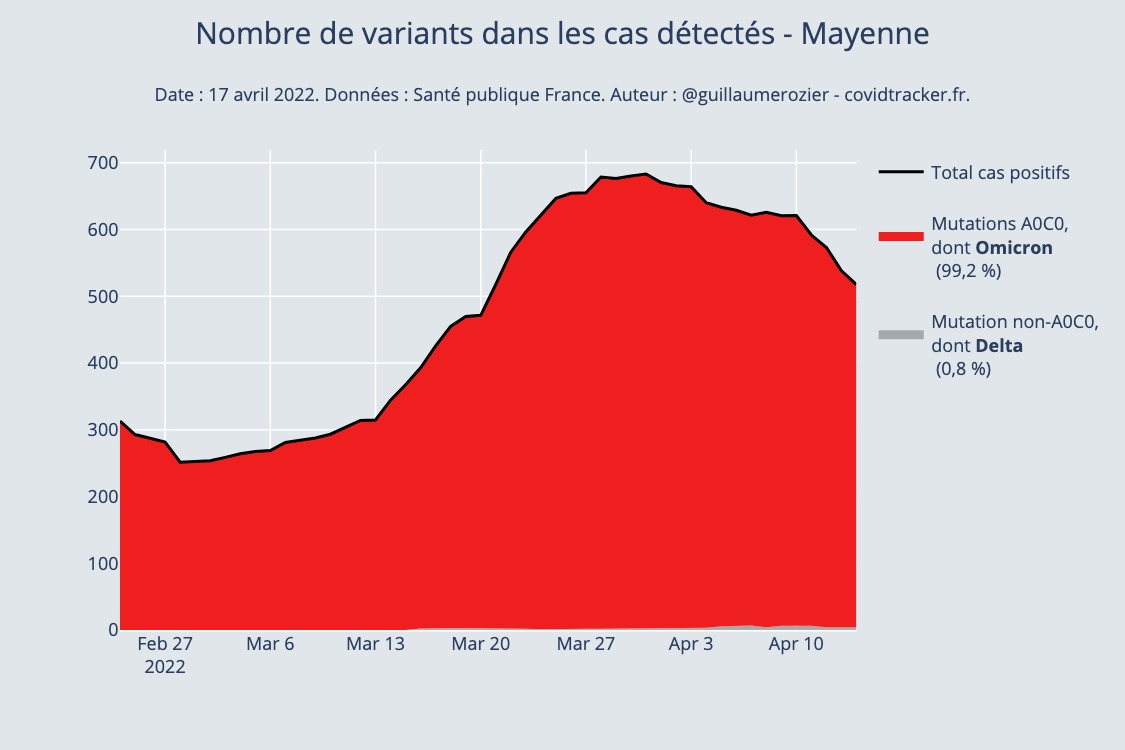 Nombre de variants dans les cas détectés - Mayenne
Date : 17 avril 2022. Données : Santé publique France. Auteur : @guillaumerozier - covidtracker.fr.
700
600
500
400
300
200
100
0
Feb 27
2022
Mar 6
Mar 13
Mar 20
Mar 27
Apr 3
Apr 10
Total cas positifs
Mutations A0C0,
dont Omicron
(99,2 %)
Mutation non-A0C0,
dont Delta
(0,8 %)